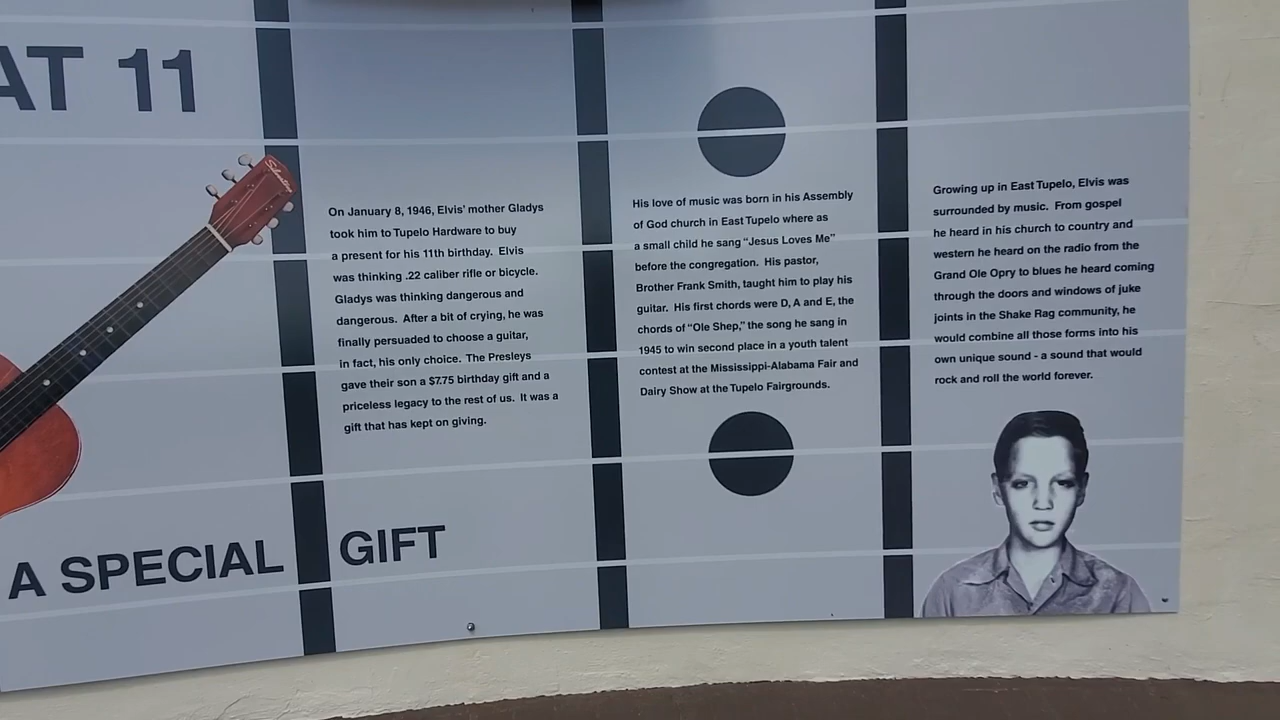 AT 11
On January 8, 1946, Elvis' mother Gladys
took him to Tupelo Hardware to buy
a present for his 11th birthday. Elvis
was thinking .22 caliber rifle or bicycle.
Gladys was thinking dangerous and
dangerous. After a bit of crying, he was
finally persuaded to choose a guitar,
in fact, his only choice. The Presleys
gave their son a $7.75 birthday gift and a
priceless legacy to the rest of us. It was a
gift that has kept on giving.
His love of music was born in his Assembly
of God church in East Tupelo where as
a small child he sang "Jesus Loves Me"
before the congregation. His pastor,
Brother Frank Smith, taught him to play his
guitar. His first chords were D, A and E, the
chords of "Ole Shep," the song he sang in
1945 to win second place in a youth talent
contest at the Mississippi-Alabama Fair and
Dairy Show at the Tupelo Fairgrounds.
Growing up in East Tupelo, Elvis was
surrounded by music. From gospel
he heard in his church to country and
western he heard on the radio from the
Grand Ole Opry to blues he heard coming
through the doors and windows of juke
joints in the Shake Rag community, he
would combine all those forms into his
own unique sound - a sound that would
rock and roll the world forever.
A SPECIAL GIFT